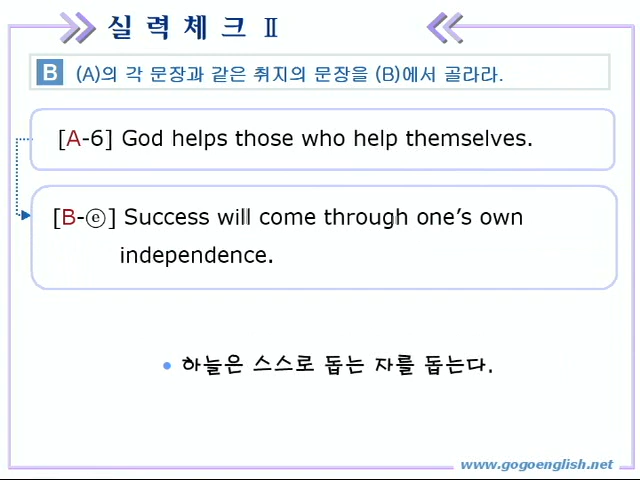 실력체크 Ⅱ
B (A)의 각 문장과 같은 취지의 문장을 (B)에서 골라라.
[A-6] God helps those who help themselves.
[B-ⓔ] Success will come through one's own
independence.
• 하늘은 스스로 돕는 자를 돕는다.
www.gogoenglish.net